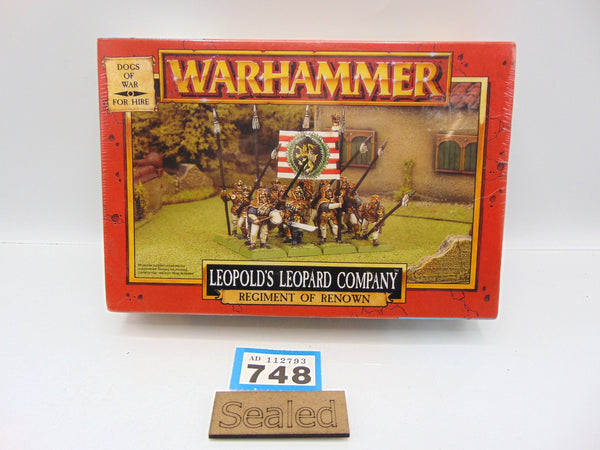 DOGS
OF
WAR
FOR HIRE
WARHAMMER
LEOPOLD'S LEOPARD COMPANY
REGIMENT OF RENOWN
AD 112793
748
Sealed